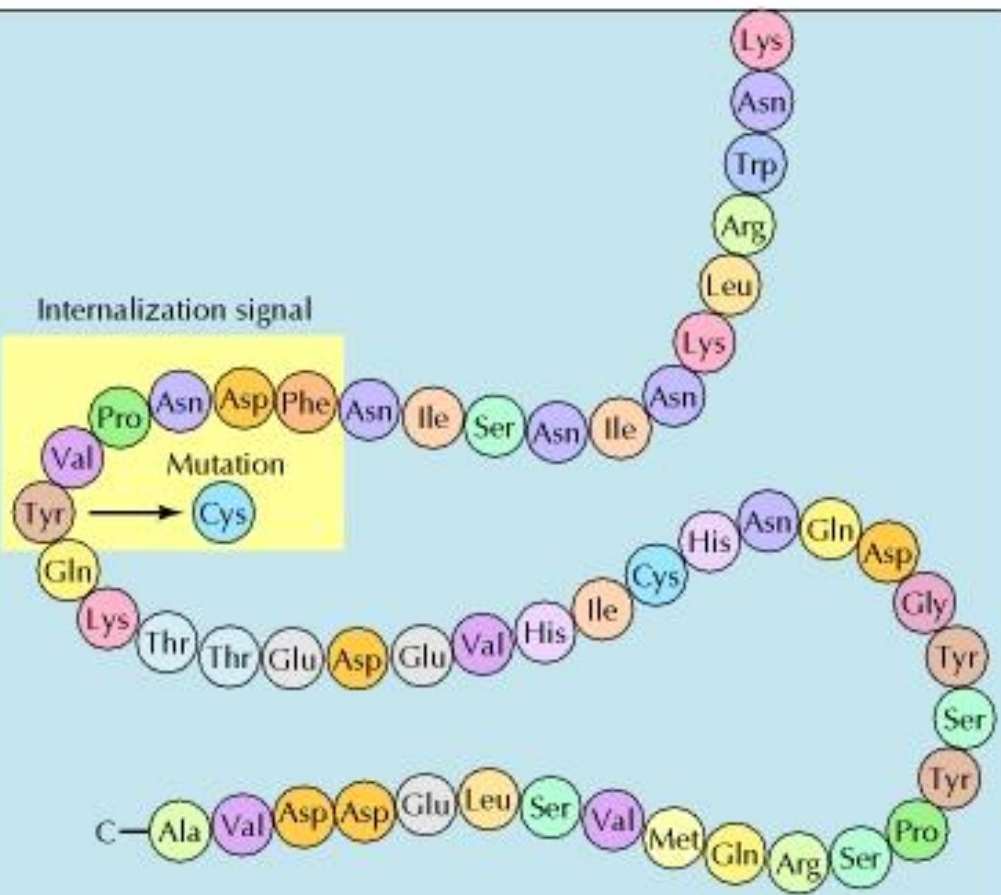 Lys
Asn
Trp
Arg
Leu
Lys
Asn
Ile
Asn
Ser
Ile
Asn
Internalization signal
Phe
Asp
Asn
Pro
Val
Tyr
Mutation
Cys
Gln
Lys
Thr
Thr
Glu
Asp
Glu
Val
His
Ile
Cys
His
Asn
Gln
Asp
Gly
Tyr
Ser
Tyr
Pro
Ser
Arg
Gln
Met
Val
Ser
Leu
Glu
Asp
Asp
Val
Ala
C